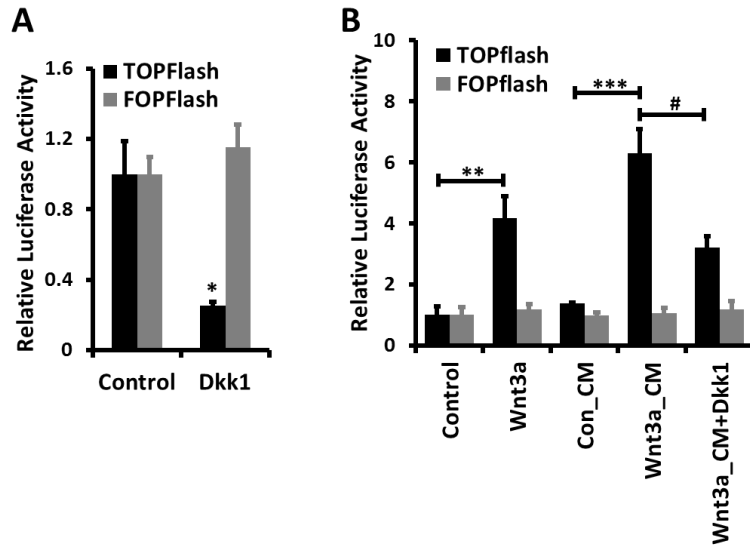 A
Relative Luciferase Activity
1.6
1.2
0.8
0.4
0
TOPFlash
FOPFlash
*
Control
Dkk1
B
Relative Luciferase Activity
10
8
6
4
2
0
TOPflash
FOPflash
**
***
#
Control
Wnt3a
Con_CM
Wnt3a_CM
Wnt3a_CM+Dkk1